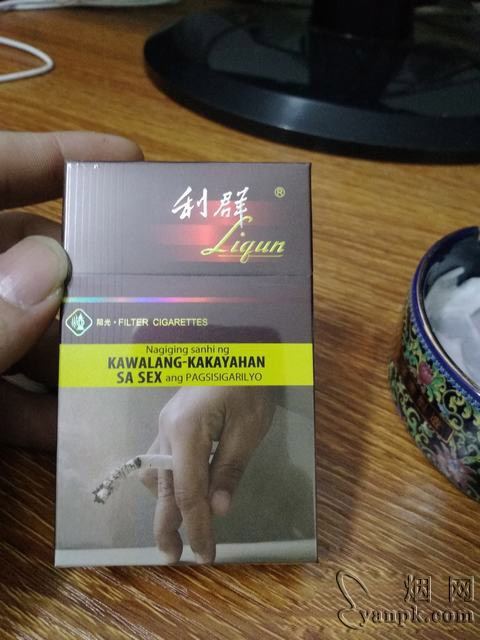 利群®
Liqun
阳光·FILTER CIGARETTES
Nagiging sanhi ng
KAWALANG-KAKAYAHAN
SA SEX ang PAGSISIGARILYO
烟网
yanpk.com